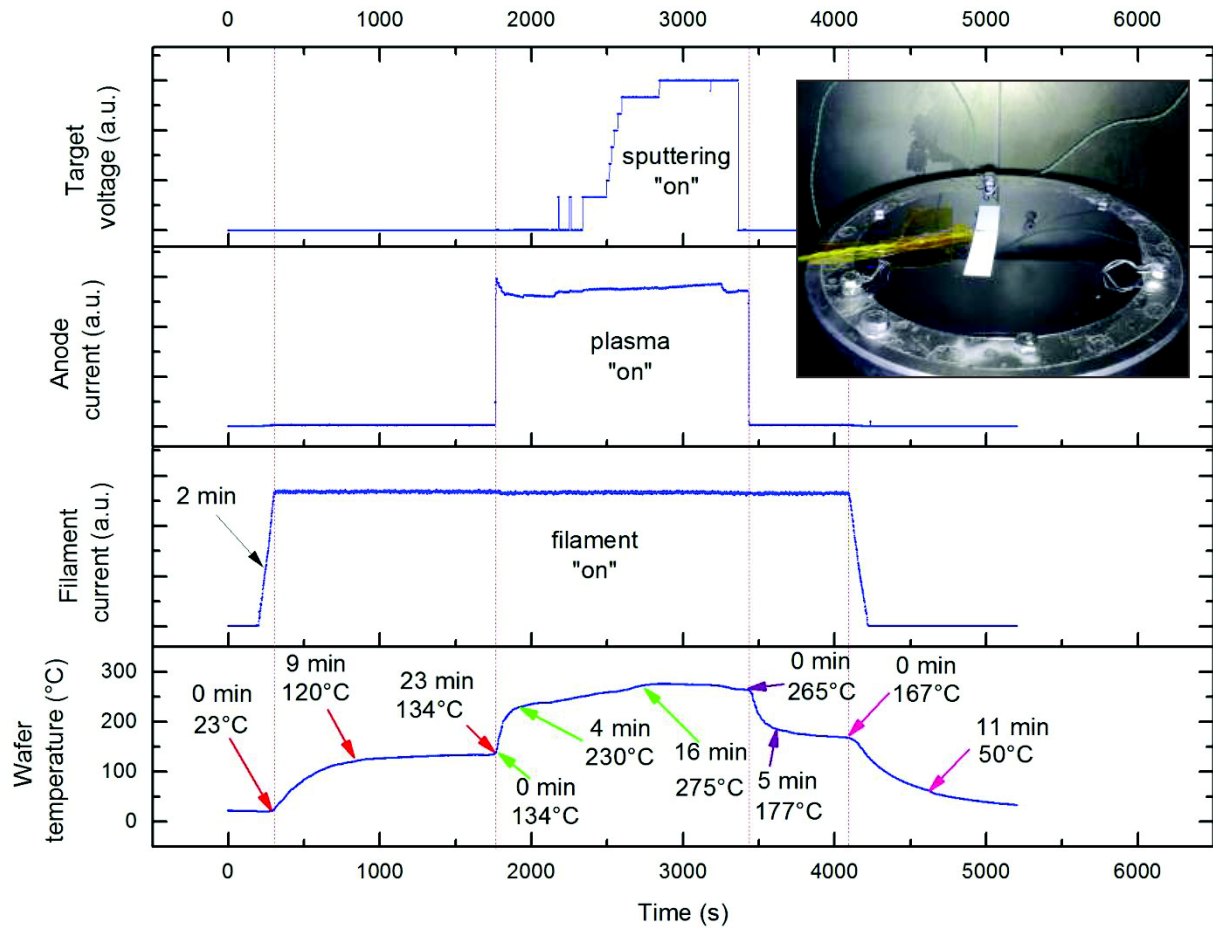 0 1000 2000 3000 4000 5000 6000
Target
voltage (a.u.)
sputtering
"on"
Anode
current (a.u.)
plasma
"on"
Filament
current (a.u.)
2 min
filament
"on"
Wafer
temperature (°C)
300
200
100
0
0 min
23°C
9 min
120°C
23 min
134°C
0 min
134°C
4 min
230°C
16 min
275°C
0 min
265°C
5 min
177°C
0 min
167°C
11 min
50°C
0 1000 2000 3000 4000 5000 6000
Time (s)